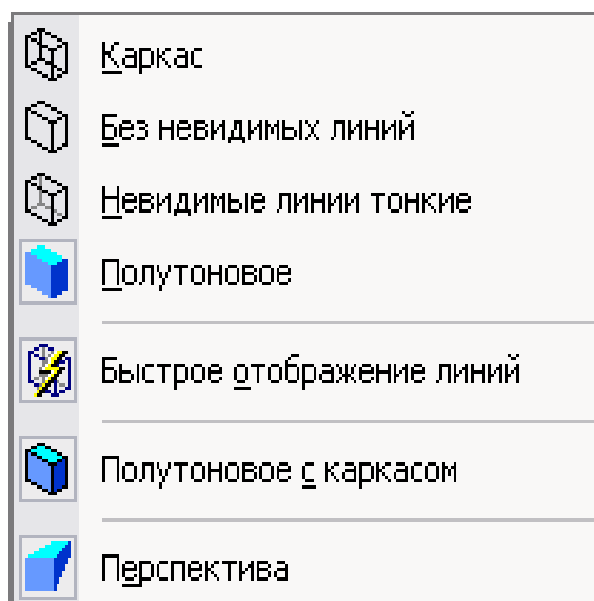 Каркас
Без невидимых линий
Невидимые линии тонкие
Полутоновое
Быстрое отображение линий
Полутоновое с каркасом
Перспектива